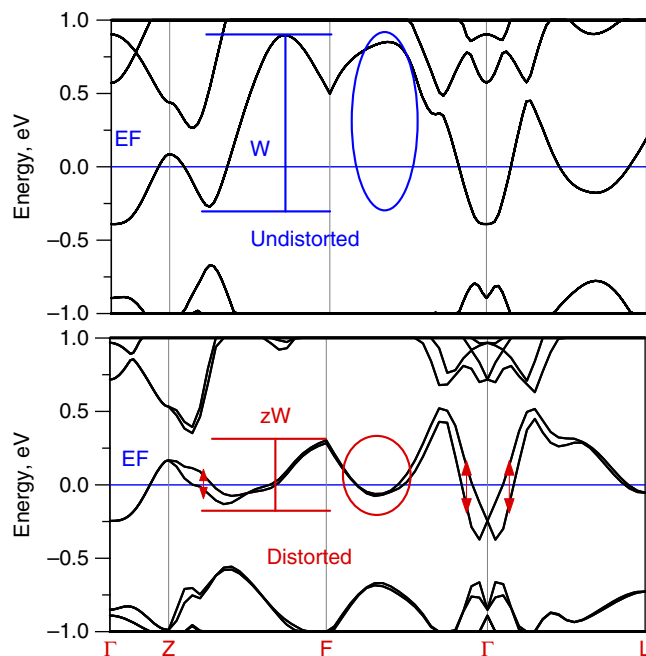 1.0
0.5
0.0
−0.5
−1.0
Energy, eV
EF
W
Undistorted
1.0
0.5
0.0
−0.5
−1.0
Energy, eV
EF
zW
Distorted
Γ Z F Γ L